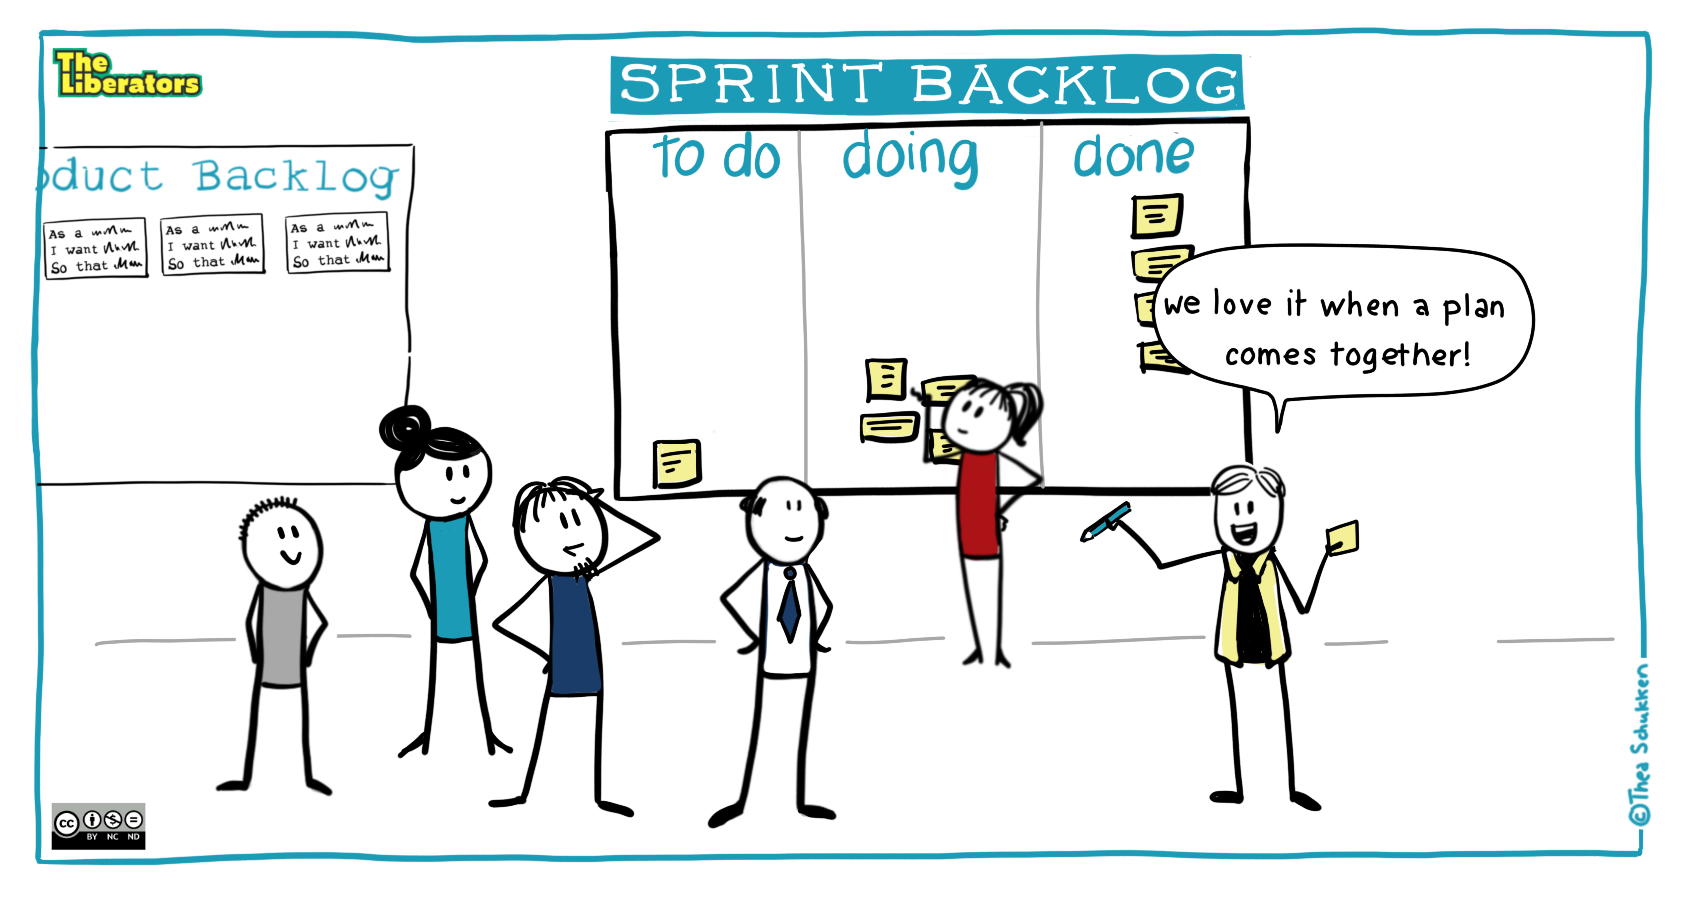 The
Liberators
SPRINT BACKLOG
to do doing done
duct Backlog
As a
I want
So that
As a
I want
So that
As a
I want
So that
we love it when a plan
comes together!
©Thea Schukken
cc
BY NC ND